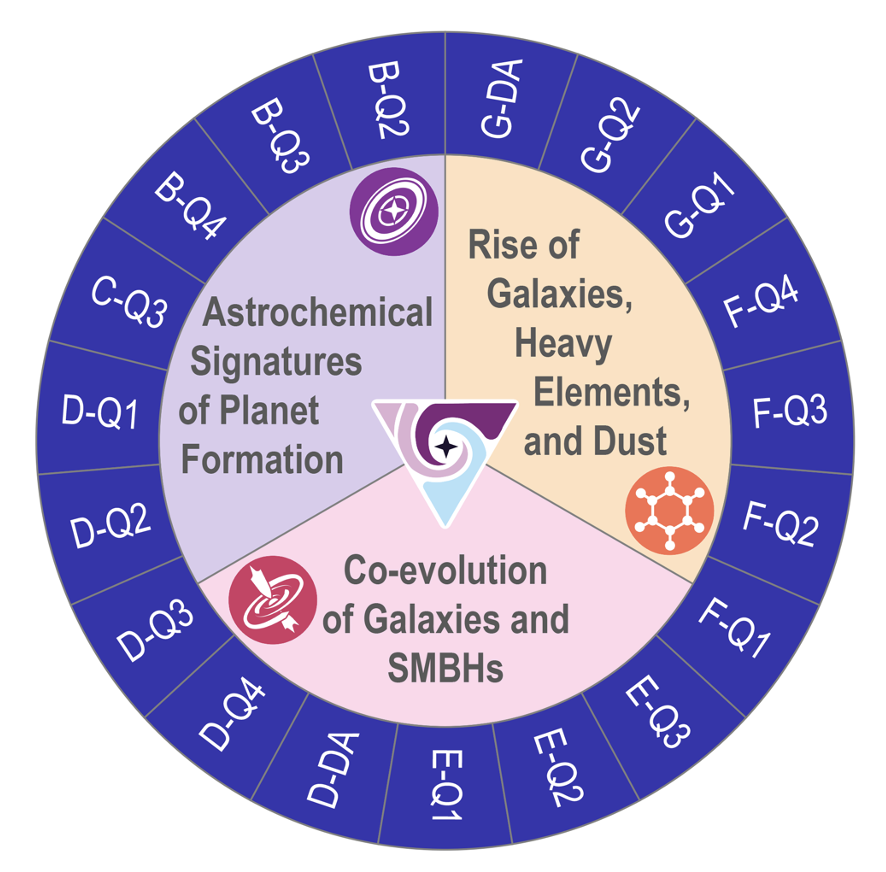 G-DA
G-Q2
G-Q1
F-Q4
F-Q3
F-Q2
F-Q1
E-Q3
E-Q2
E-Q1
D-DA
D-Q4
D-Q3
D-Q2
D-Q1
C-Q3
B-Q4
B-Q3
B-Q2
Rise of
Galaxies,
Heavy
Elements,
and Dust
Co-evolution
of Galaxies and
SMBHs
Astrochemical
Signatures
of Planet
Formation